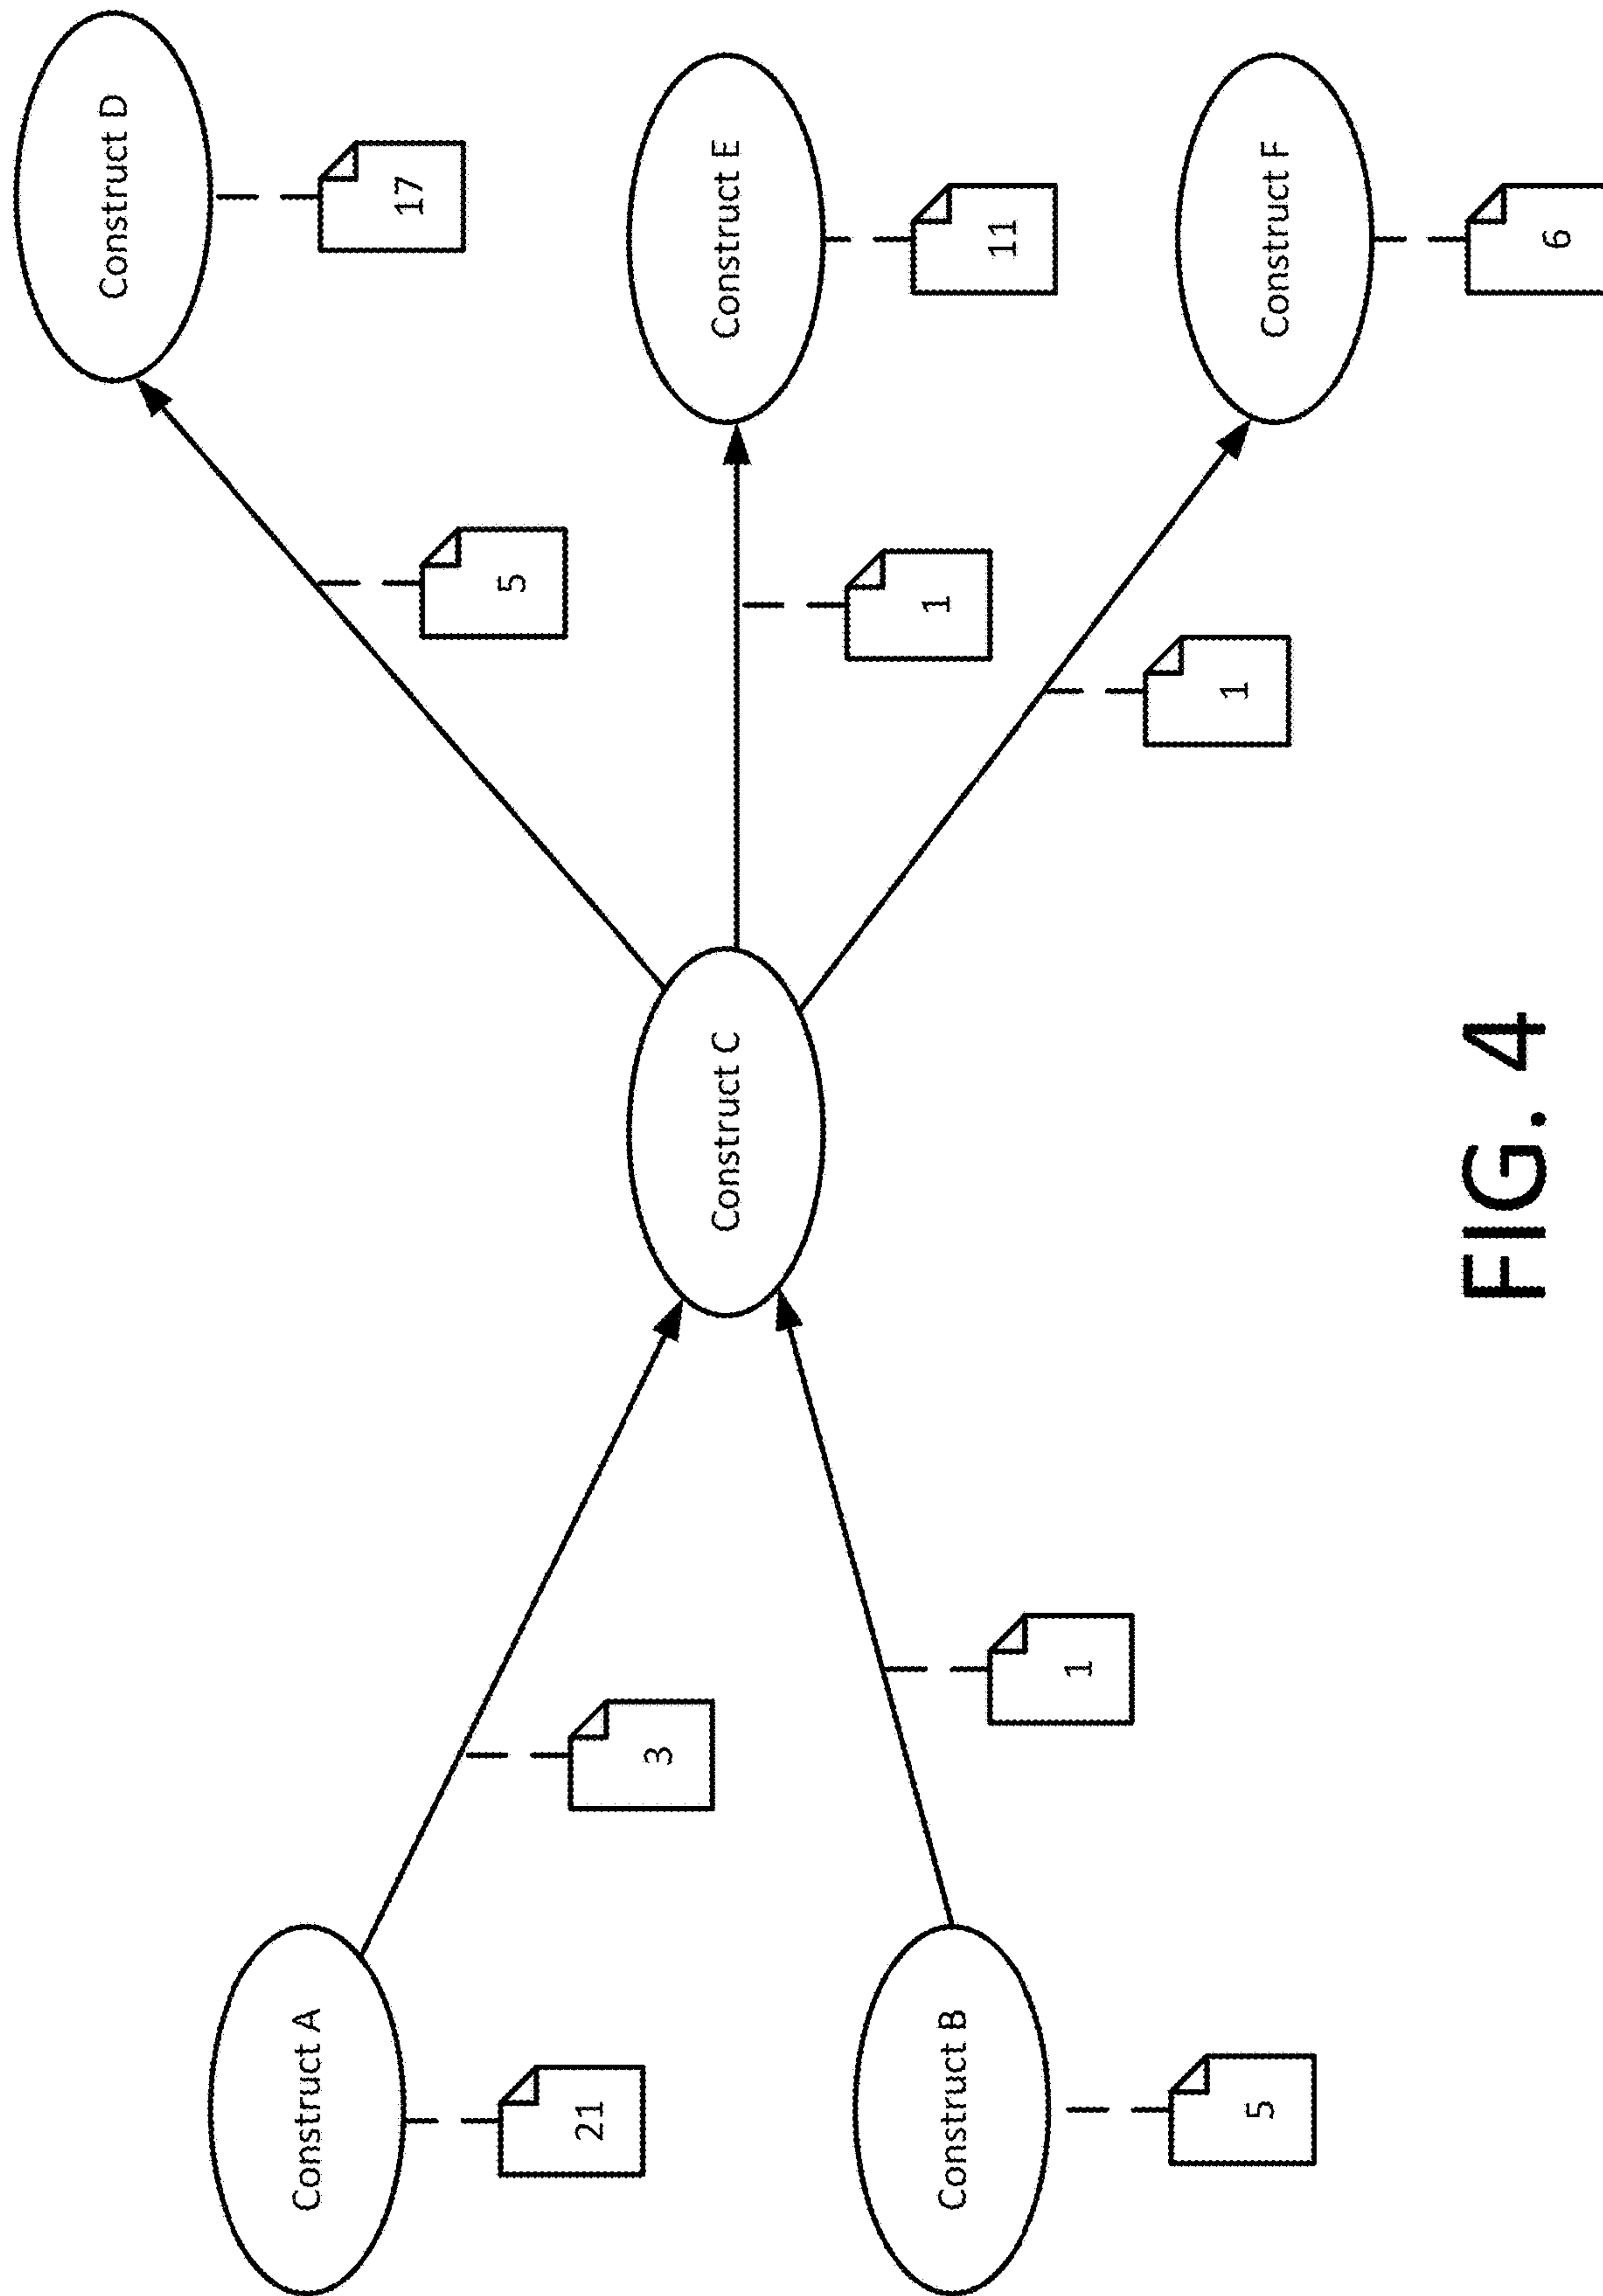 Construct A
21
3
Construct B
5
1
Construct C
Construct D
17
5
Construct E
11
1
Construct F
6
1
FIG. 4